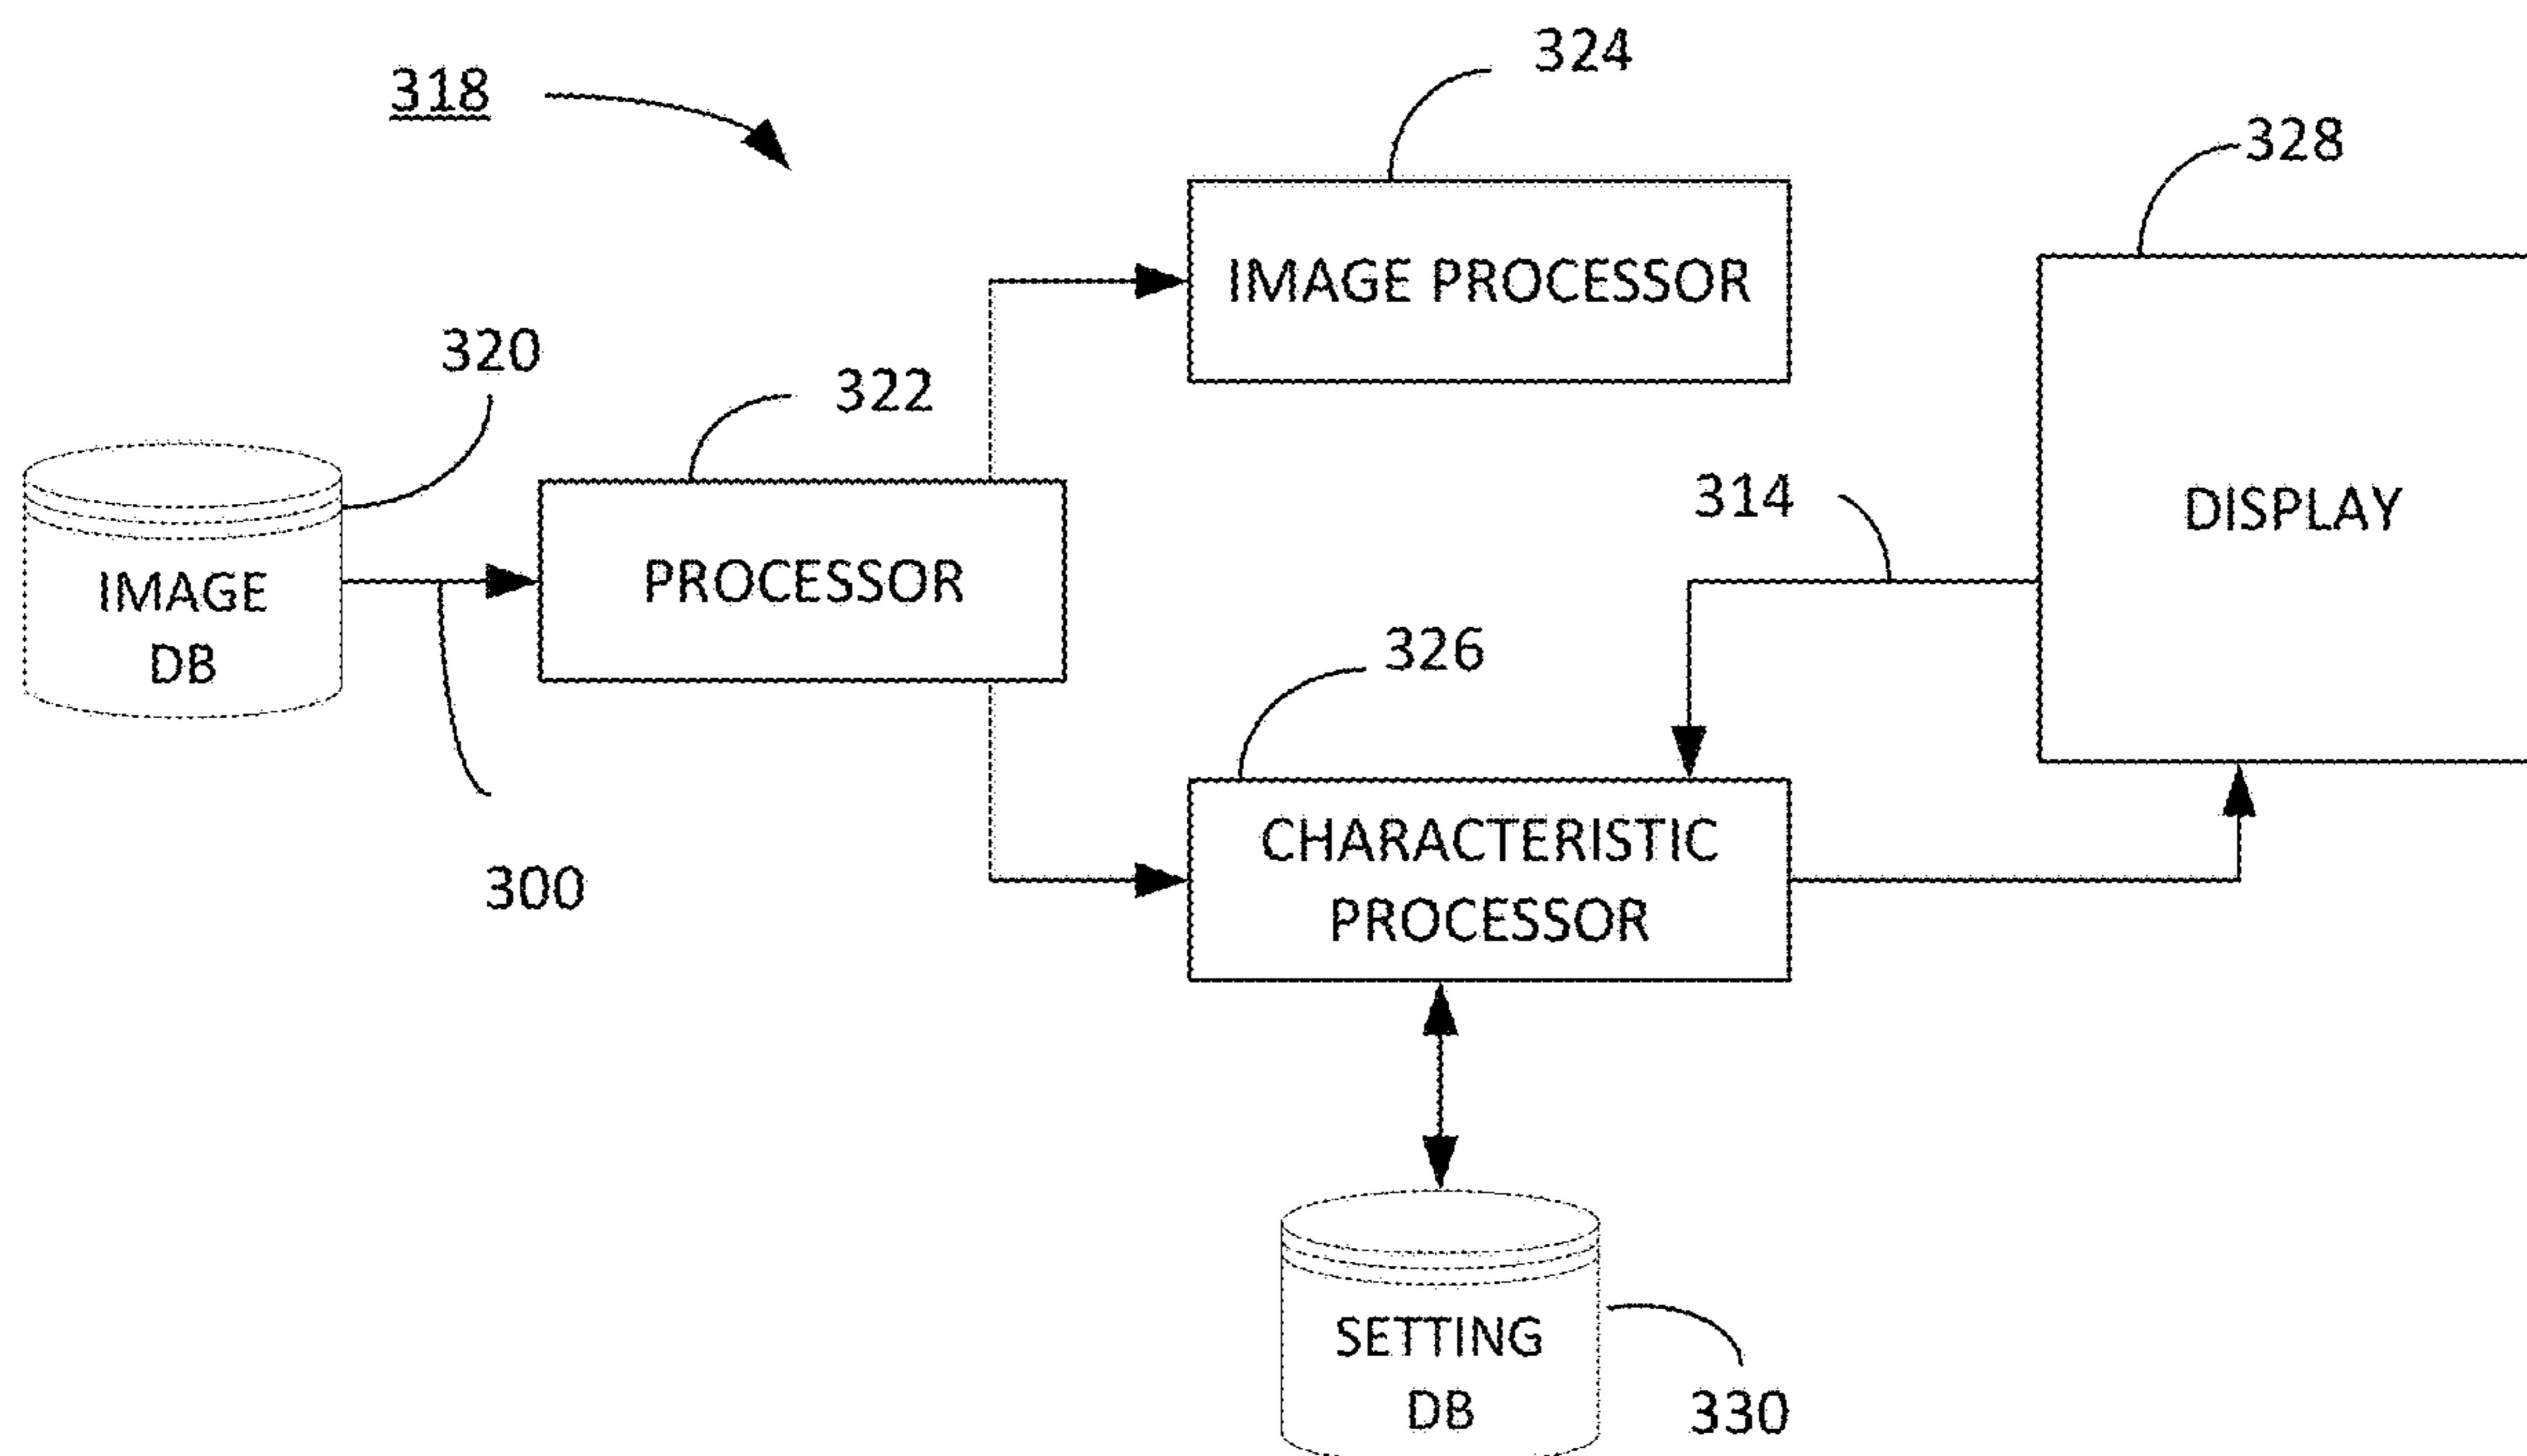 324
318
328
IMAGE PROCESSOR
320
322
314
DISPLAY
IMAGE
DB
PROCESSOR
326
CHARACTERISTIC
PROCESSOR
300
SETTING
DB
330